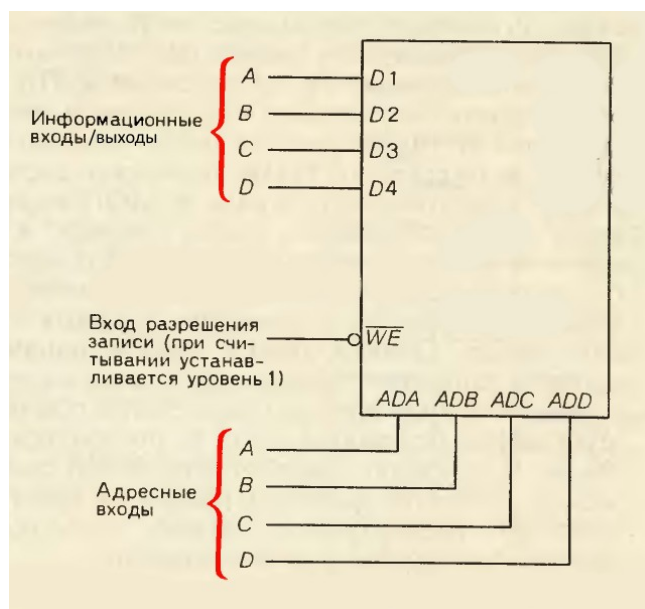 A
D1
B
D2
Информационные
входы/выходы
C
D3
D
D4
Вход разрешения
записи (при счи-
тывании устанав-
ливается уровень 1)
WE
ADA ADB ADC ADD
A
B
Адресные
входы
C
D